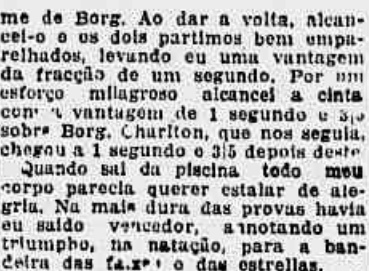 me de Borg. Ao dar a volta, alcan-
cei-o e os dois partimos bem empa-
relhados, levando eu uma vantagem
da fracção de um segundo. Por um
esforço milagroso alcancei a cinta
com a vantagem de 1 segundo e 3|5
sobre Borg. Charlton, que nos seguia,
chegou a 1 segundo e 3|5 depois deste
Quando sai da piscina todo meu
corpo parecia querer estalar de ale-
gria. Na mais dura das provas havia
eu saido vencedor, annotando um
triumpho, na natação, para a ban-
deira das e das estrellas.